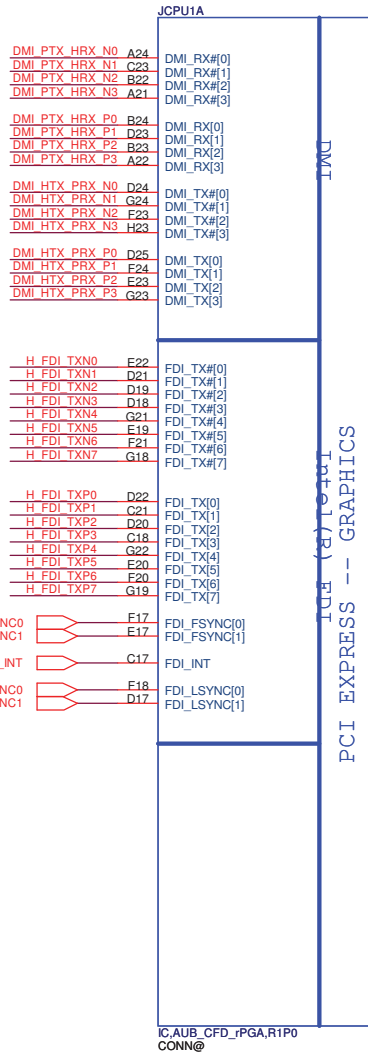 JCPU1A
DMI_PTX_HRX_N0 A24 DMI_RX#[0]
DMI_PTX_HRX_N1 C23 DMI_RX#[1]
DMI_PTX_HRX_N2 B22 DMI_RX#[2]
DMI_PTX_HRX_N3 A21 DMI_RX#[3]
DMI_PTX_HRX_P0 B24 DMI_RX[0]
DMI_PTX_HRX_P1 D23 DMI_RX[1]
DMI_PTX_HRX_P2 B23 DMI_RX[2]
DMI_PTX_HRX_P3 A22 DMI_RX[3]
DMI_HTX_PRX_N0 D24 DMI_TX#[0]
DMI_HTX_PRX_N1 G24 DMI_TX#[1]
DMI_HTX_PRX_N2 F23 DMI_TX#[2]
DMI_HTX_PRX_N3 H23 DMI_TX#[3]
DMI_HTX_PRX_P0 D25 DMI_TX[0]
DMI_HTX_PRX_P1 F24 DMI_TX[1]
DMI_HTX_PRX_P2 E23 DMI_TX[2]
DMI_HTX_PRX_P3 G23 DMI_TX[3]
DMI
H_FDI_TXN0 E22 FDI_TX#[0]
H_FDI_TXN1 D21 FDI_TX#[1]
H_FDI_TXN2 D19 FDI_TX#[2]
H_FDI_TXN3 D18 FDI_TX#[3]
H_FDI_TXN4 G21 FDI_TX#[4]
H_FDI_TXN5 E19 FDI_TX#[5]
H_FDI_TXN6 F21 FDI_TX#[6]
H_FDI_TXN7 G18 FDI_TX#[7]
H_FDI_TXP0 D22 FDI_TX[0]
H_FDI_TXP1 C21 FDI_TX[1]
H_FDI_TXP2 D20 FDI_TX[2]
H_FDI_TXP3 C18 FDI_TX[3]
H_FDI_TXP4 G22 FDI_TX[4]
H_FDI_TXP5 E20 FDI_TX[5]
H_FDI_TXP6 F20 FDI_TX[6]
H_FDI_TXP7 G19 FDI_TX[7]
NC0 F17 FDI_FSYNC[0]
NC1 E17 FDI_FSYNC[1]
_INT C17 FDI_INT
NC0 F18 FDI_LSYNC[0]
NC1 D17 FDI_LSYNC[1]
Intel(R) FDI
PCI EXPRESS -- GRAPHICS
IC,AUB_CFD_rPGA,R1P0
CONN@